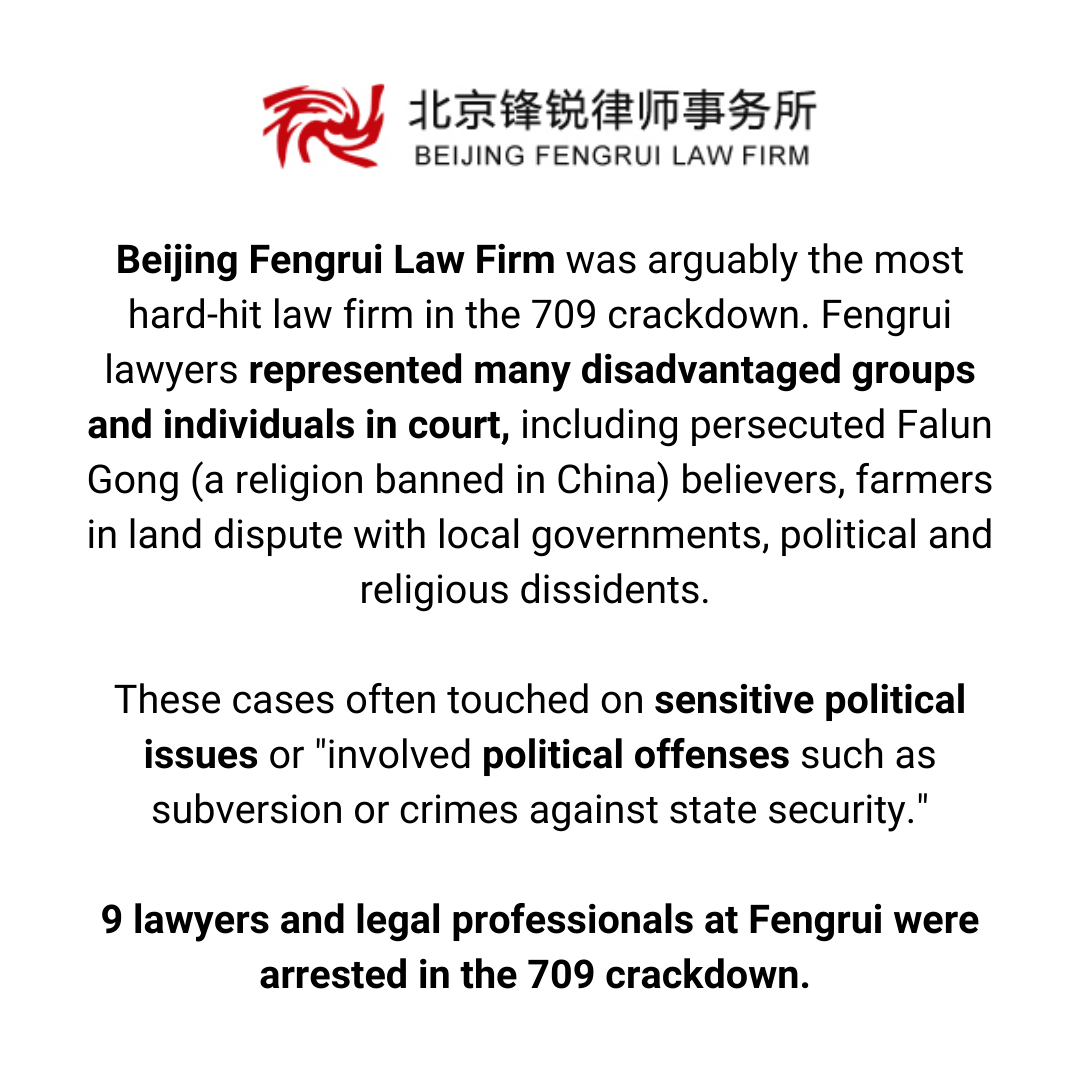 北京锋锐律师事务所
BEIJING FENGRUI LAW FIRM
Beijing Fengrui Law Firm was arguably the most
hard-hit law firm in the 709 crackdown. Fengrui
lawyers represented many disadvantaged groups
and individuals in court, including persecuted Falun
Gong (a religion banned in China) believers, farmers
in land dispute with local governments, political and
religious dissidents.
These cases often touched on sensitive political
issues or "involved political offenses such as
subversion or crimes against state security."
9 lawyers and legal professionals at Fengrui were
arrested in the 709 crackdown.